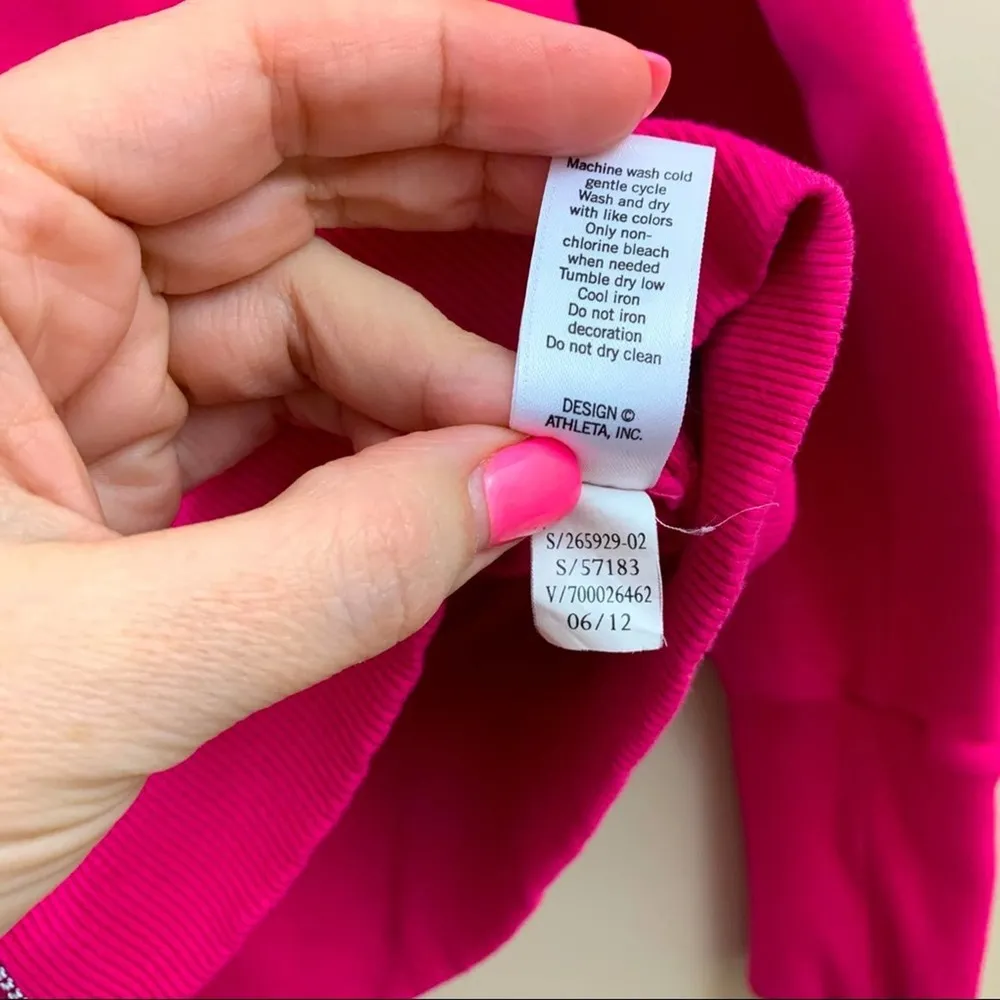 Machine wash cold
gentle cycle
Wash and dry
with like colors
Only non-
chlorine bleach
when needed
Tumble dry low
Cool iron
Do not iron
decoration
Do not dry clean
DESIGN ©
ATHLETA, INC.
S/265929-02
S/57183
V/700026462
06/12